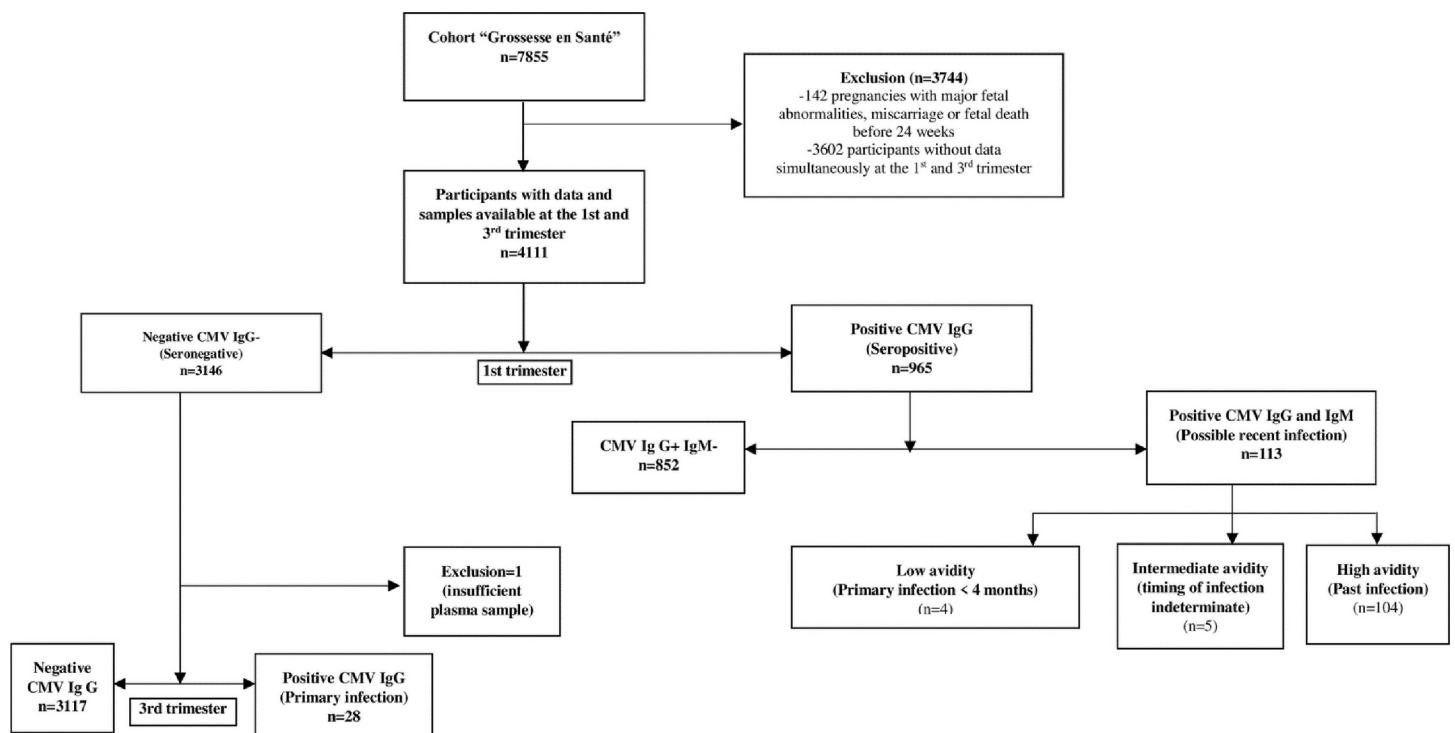 Cohort “Grossesse en Santé”
n=7855
Exclusion (n=3744)
-142 pregnancies with major fetal
abnormalities, miscarriage or fetal death
before 24 weeks
-3602 participants without data
simultaneously at the 1st and 3rd trimester
Participants with data and
samples available at the 1st and
3rd trimester
n=4111
Negative CMV IgG-
(Seronegative)
n=3146
1st trimester
Positive CMV IgG
(Seropositive)
n=965
CMV Ig G+ IgM-
n=852
Positive CMV IgG and IgM
(Possible recent infection)
n=113
Low avidity
(Primary infection < 4 months)
(n=4)
Intermediate avidity
(timing of infection
indeterminate)
(n=5)
High avidity
(Past infection)
(n=104)
Exclusion=1
(insufficient
plasma sample)
Negative
CMV Ig G
n=3117
3rd trimester
Positive CMV IgG
(Primary infection)
n=28